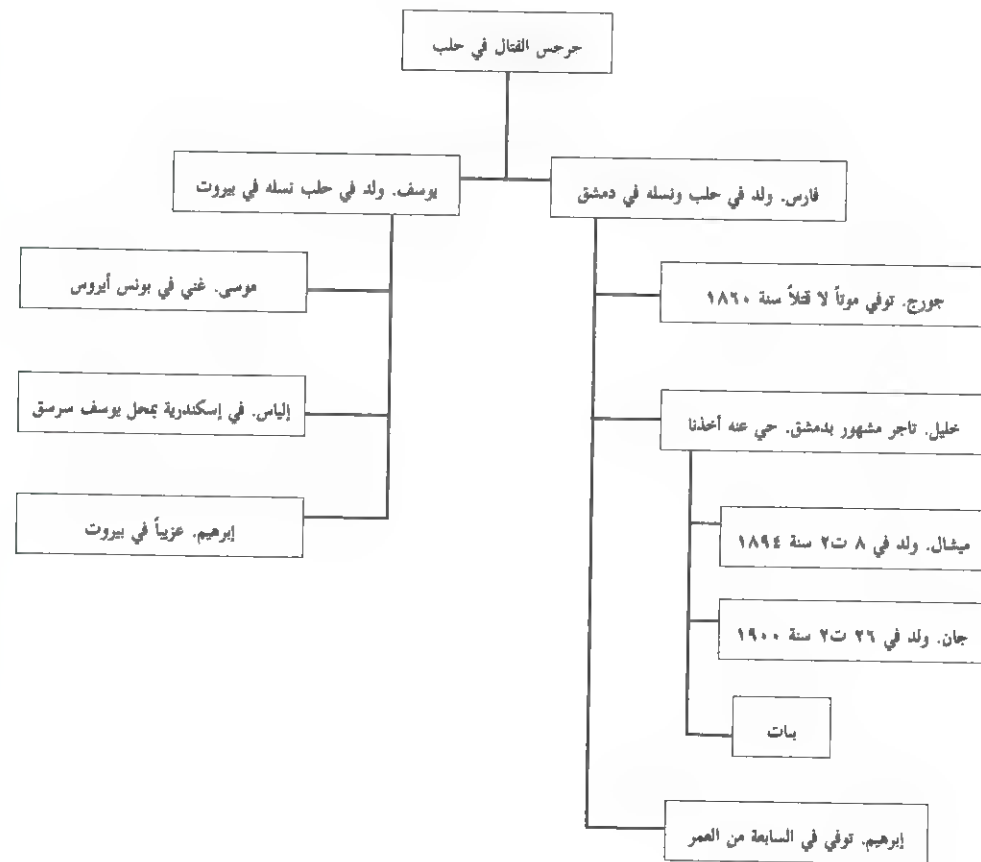 جرجس الفتال في حلب
فارس. ولد في حلب ونسله في دمشق
يوسف. ولد في حلب نسله في بيروت
جورج. توفي موتاً لا قتلاً سنة ١٨٦٠
موسى. غني في بونس أيروس
خليل. تاجر مشهور بدمشق. حي عنه أخذنا
إلياس. في إسكندرية بمحل يوسف سرسق
ميشال. ولد في ٨ ت٢ سنة ١٨٩٤
إبرهيم. عزيباً في بيروت
جان. ولد في ٢٦ ت٢ سنة ١٩٠٠
بنات
إبرهيم. توفي في السابعة من العمر